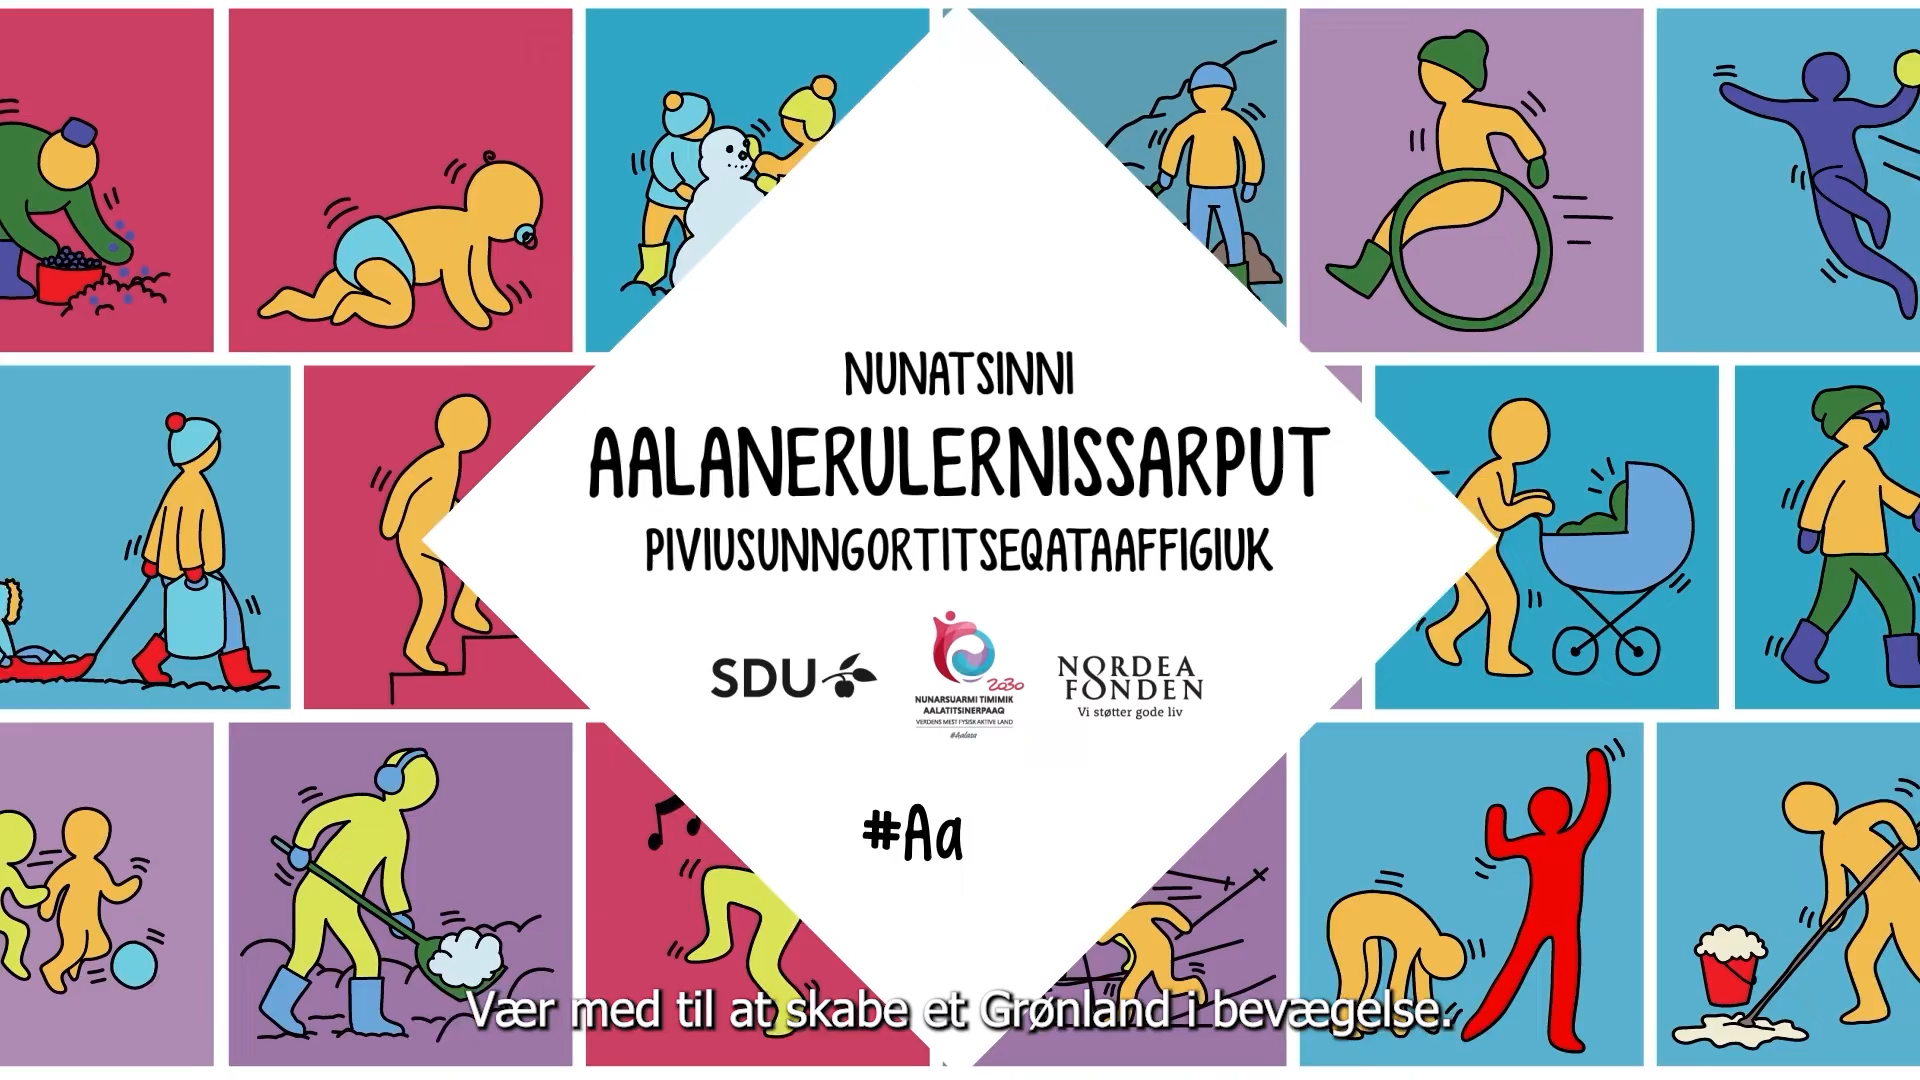 NUNATSINNI
AALANERULERNISSARPUT
PIVIUSUNNGORTITSEQATAAFFIGIUK
SDU
2030
NUNARSUARMI TIMIMIK
AALATITSINERPAAQ
VERDENS MEST FYSISK AKTIVE LAND
#Aalasa
NORDEA
FONDEN
Vi støtter gode liv
#Aa
Vær med til at skabe et Grønland i bevægelse.